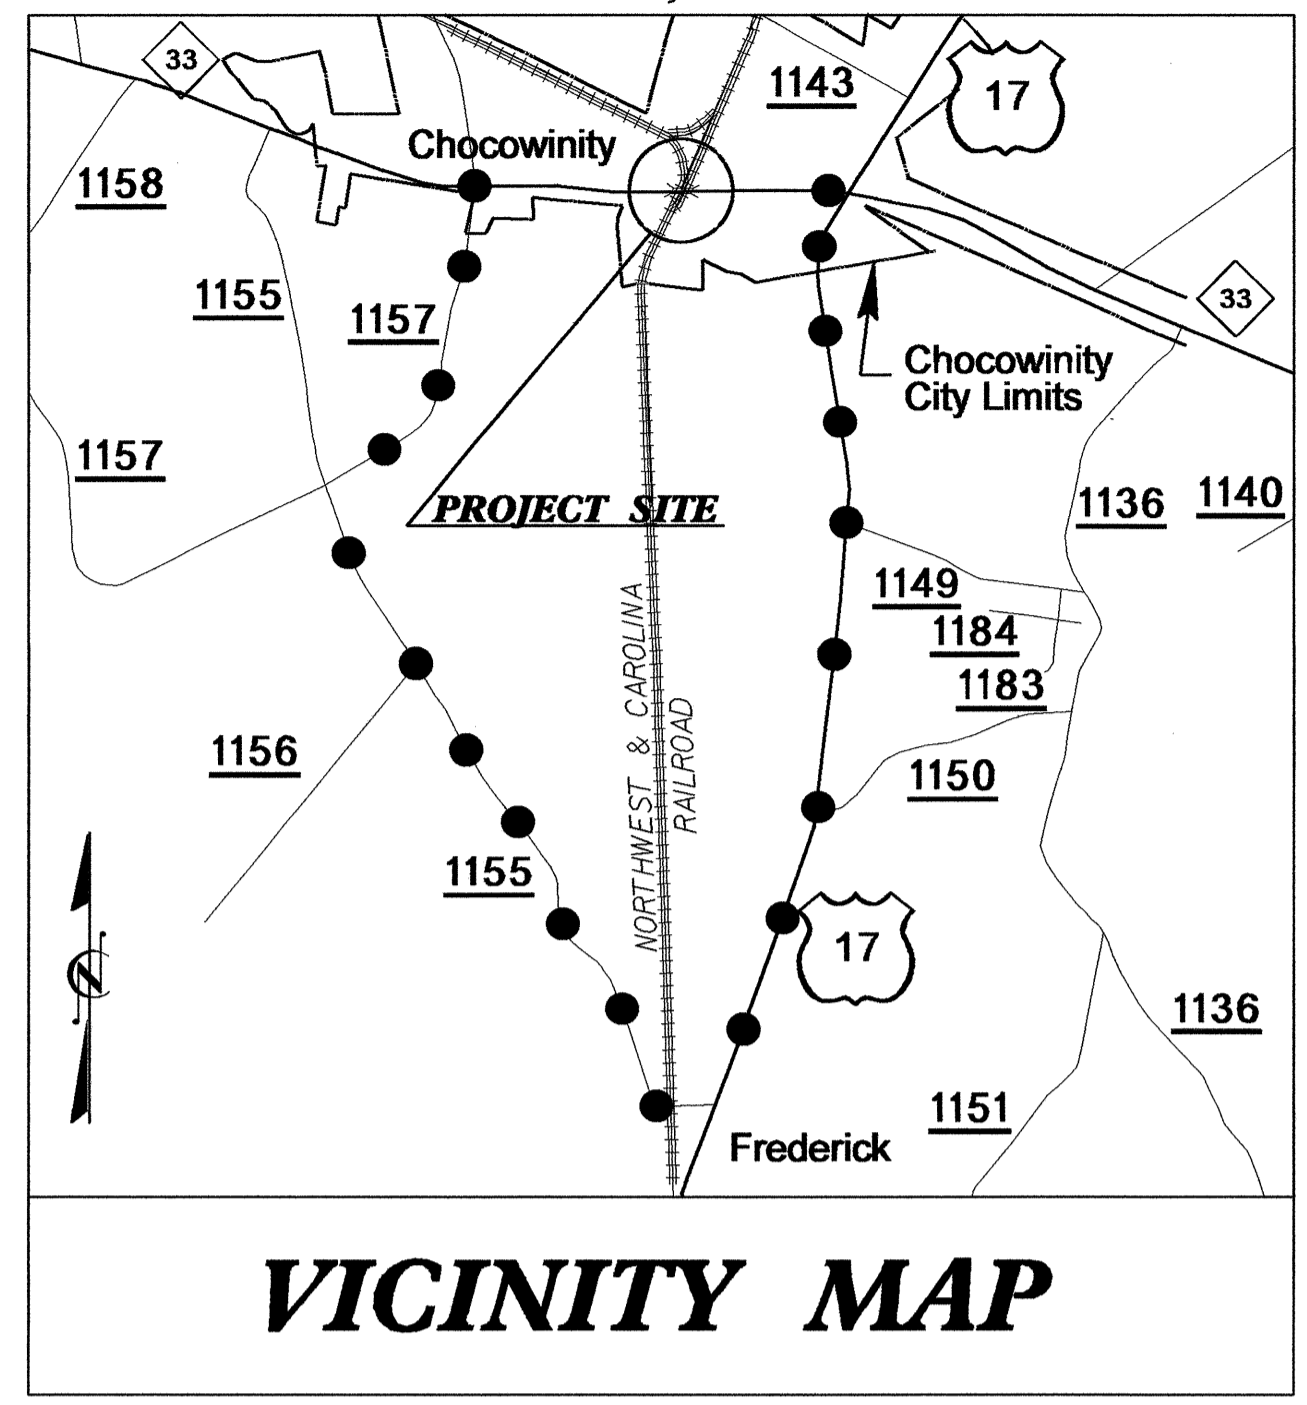 33
1143
17
Chocowinity
1158
1155
1157
33
Chocowinity
City Limits
1157
1136
1140
PROJECT SITE
1149
1184
1183
NORTHWEST & CAROLINA
RAILROAD
1156
1150
1155
17
N
1136
1151
Frederick
VICINITY MAP